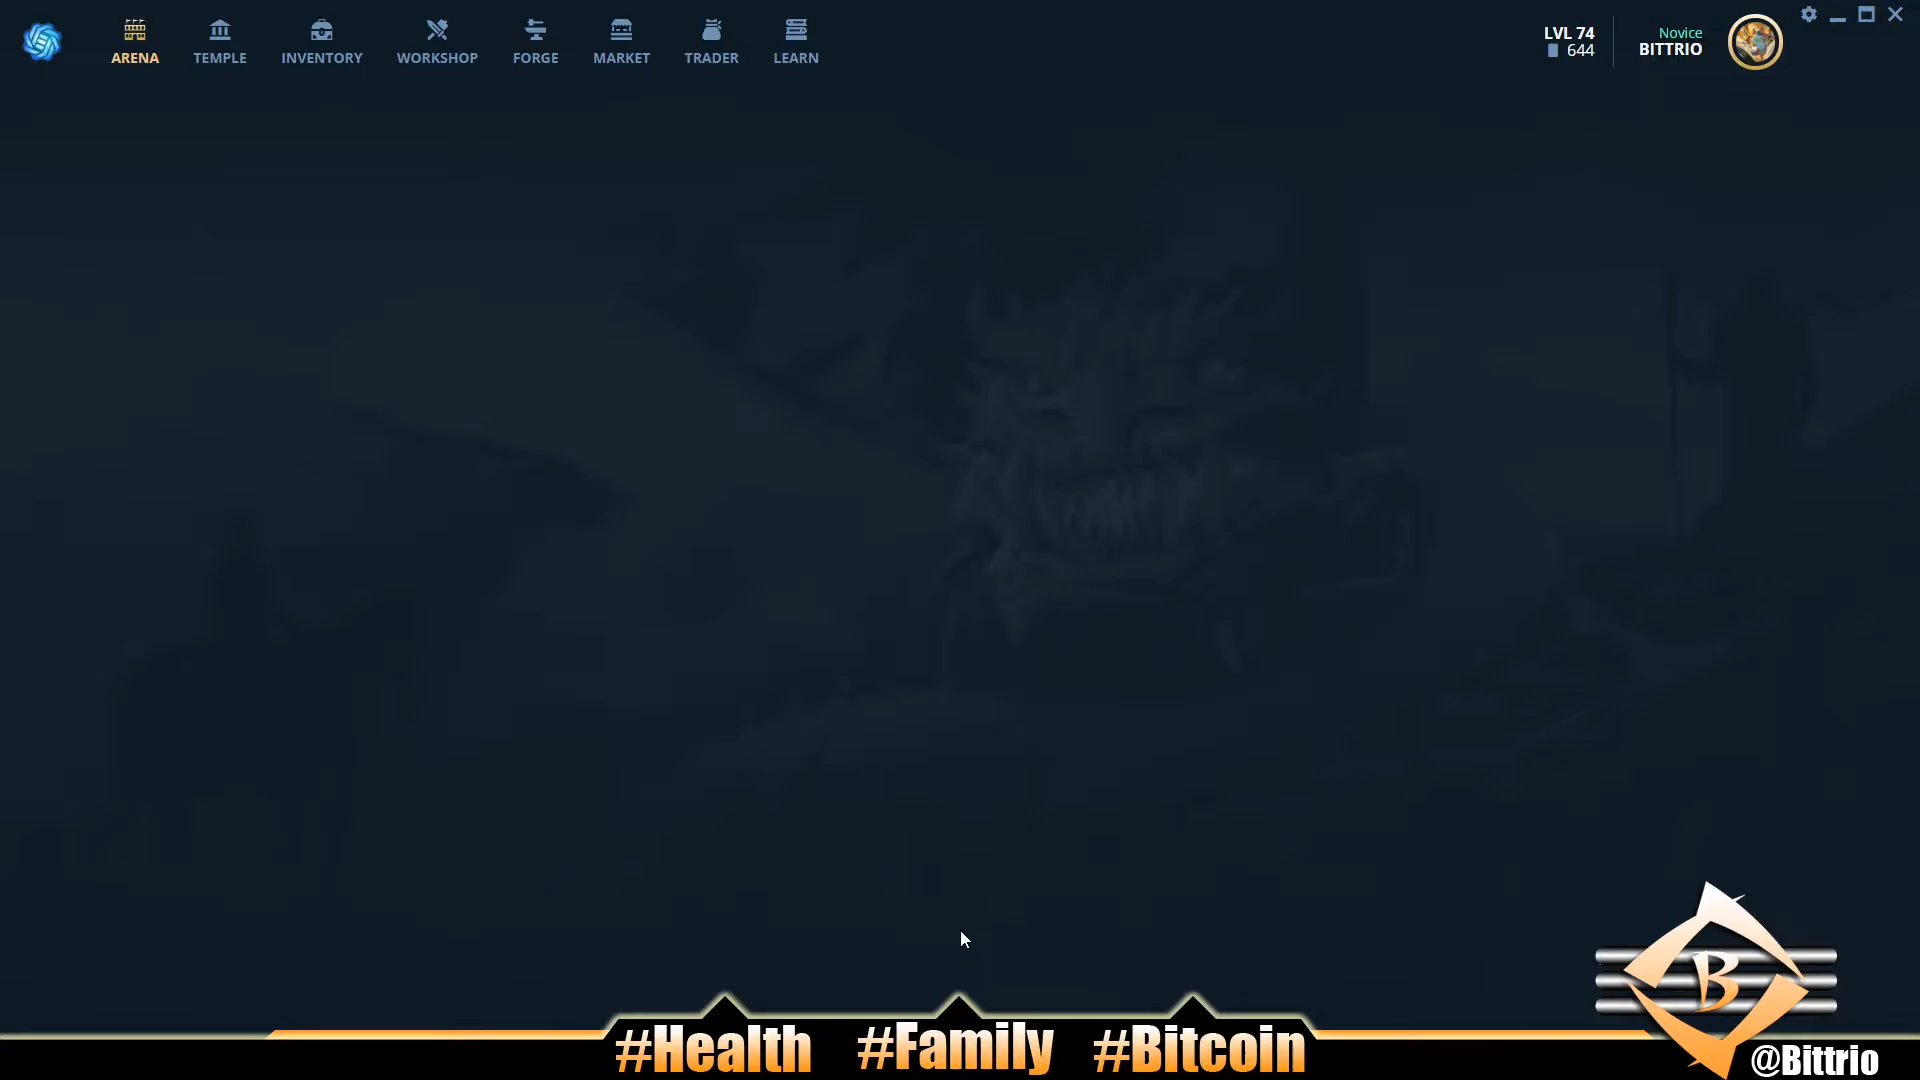 ARENA TEMPLE INVENTORY WORKSHOP FORGE MARKET TRADER LEARN
LVL 74
644
Novice
BITTRIO
B
#Health #Family #Bitcoin
@Bittrio